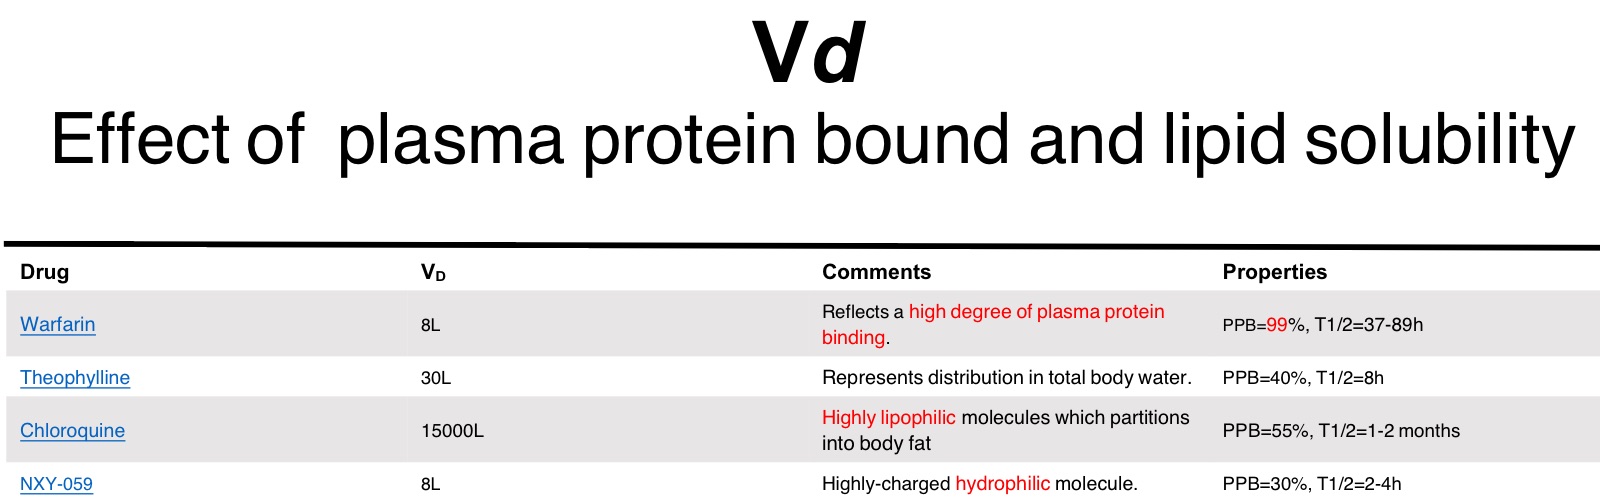 Vd
Effect of  plasma protein bound and lipid solubility
Drug VD Comments Properties
Warfarin 8L Reflects a high degree of plasma protein binding. PPB=99%, T1/2=37-89h
Theophylline 30L Represents distribution in total body water. PPB=40%, T1/2=8h
Chloroquine 15000L Highly lipophilic molecules which partitions into body fat PPB=55%, T1/2=1-2 months
NXY-059 8L Highly-charged hydrophilic molecule. PPB=30%, T1/2=2-4h